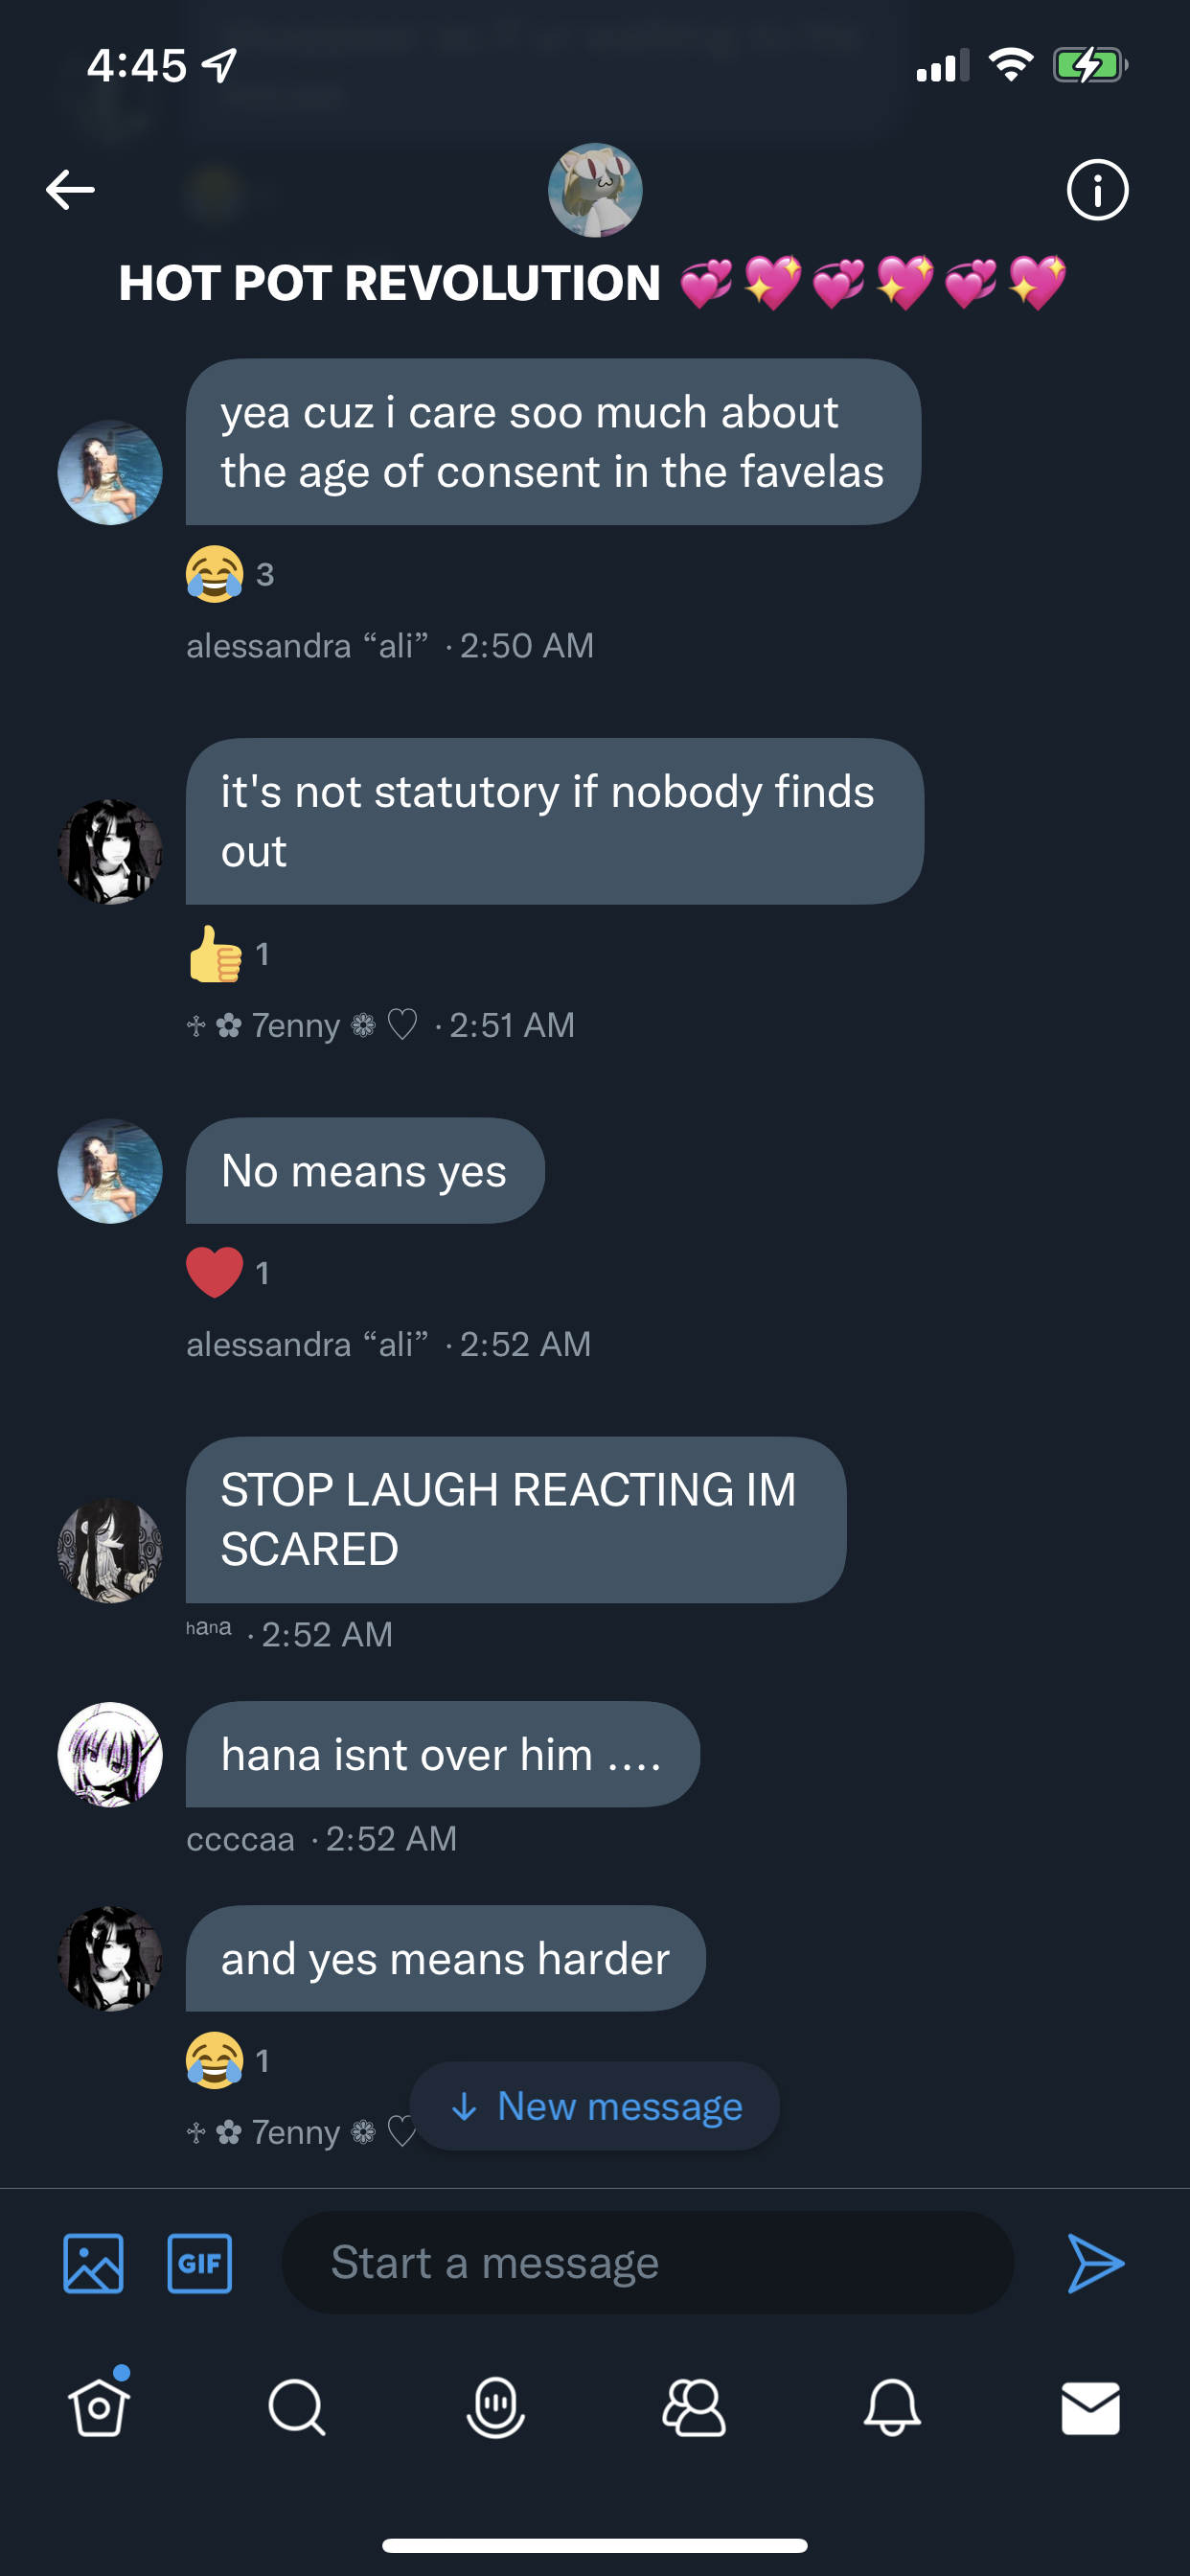 4:45
HOT POT REVOLUTION 💞💖💞💖💞💖
yea cuz i care soo much about
the age of consent in the favelas
😂 3
alessandra “ali” · 2:50 AM
it's not statutory if nobody finds
out
👍 1
♱ ✿ 7enny ❁ ♡ · 2:51 AM
No means yes
❤️ 1
alessandra “ali” · 2:52 AM
STOP LAUGH REACTING IM
SCARED
ʰᵃⁿᵃ · 2:52 AM
hana isnt over him ....
ccccaa · 2:52 AM
and yes means harder
😂 1
♱ ✿ 7enny ❁ ♡
↓ New message
GIF
Start a message